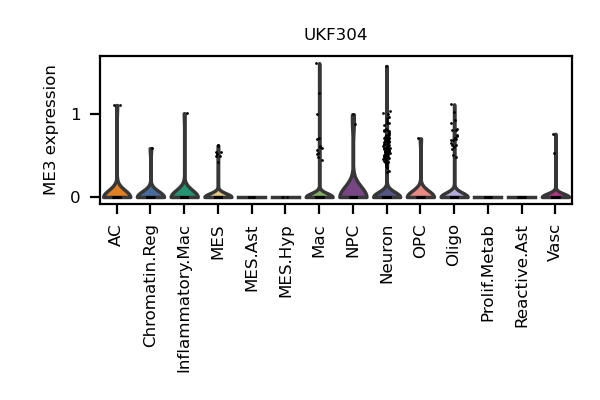 UKF304
ME3 expression
1
0
AC
Chromatin.Reg
Inflammatory.Mac
MES
MES.Ast
MES.Hyp
Mac
NPC
Neuron
OPC
Oligo
Prolif.Metab
Reactive.Ast
Vasc